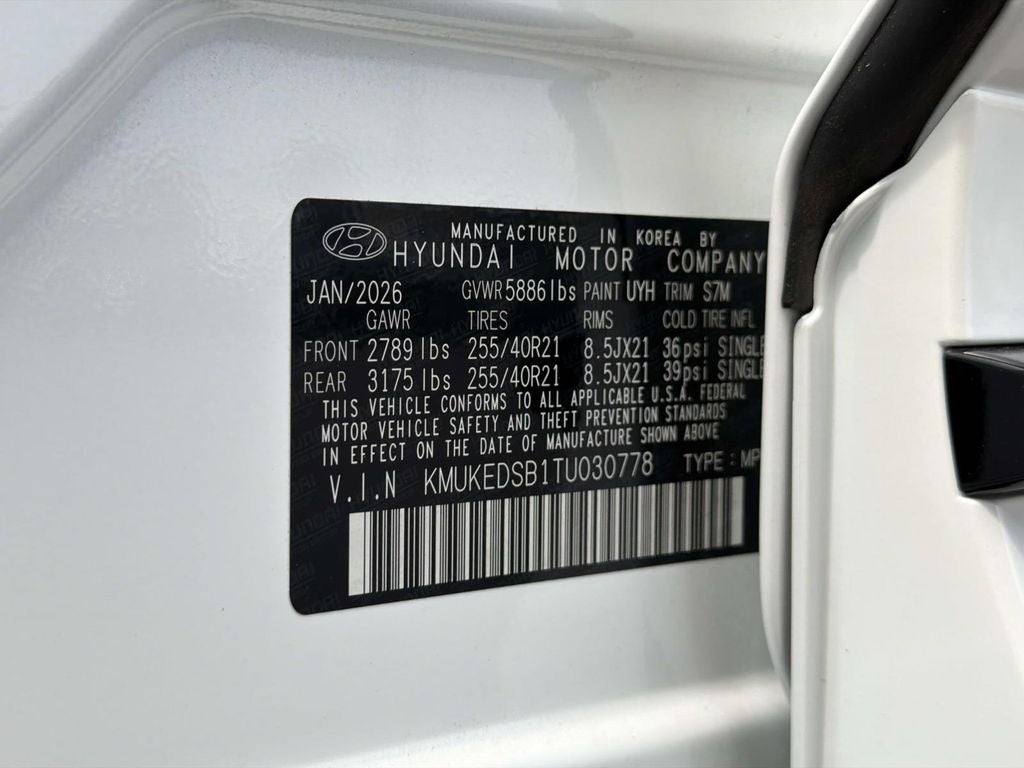 MANUFACTURED IN KOREA BY
HYUNDAI MOTOR COMPANY
JAN/2026 GVWR 5886 lbs PAINT UYH TRIM S7M
GAWR TIRES RIMS COLD TIRE INFL
FRONT 2789 lbs 255/40R21 8.5JX21 36psi SINGLE
REAR 3175 lbs 255/40R21 8.5JX21 39psi SINGLE
THIS VEHICLE CONFORMS TO ALL APPLICABLE U.S.A. FEDERAL
MOTOR VEHICLE SAFETY AND THEFT PREVENTION STANDARDS
IN EFFECT ON THE DATE OF MANUFACTURE SHOWN ABOVE
V.I.N KMUKEDSB1TU030778 TYPE : MP